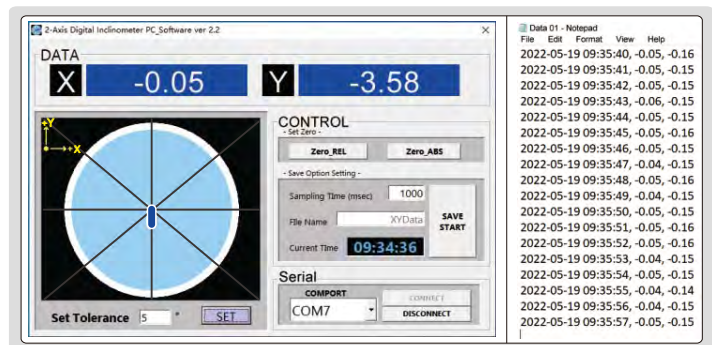 2-Axis Digital Inclinometer PC_Software ver 2.2
DATA
X -0.05 Y -3.58
+Y
+X
CONTROL
- Set Zero -
Zero_REL Zero_ABS
- Save Option Setting -
Sampling Time (msec) 1000
File Name XYData
SAVE START
Current Time 09:34:36
Serial
COMPORT
COM7
CONNECT
DISCONNECT
Set Tolerance 5 ° SET
Data 01 - Notepad
File Edit Format View Help
2022-05-19 09:35:40, -0.05, -0.16
2022-05-19 09:35:41, -0.05, -0.15
2022-05-19 09:35:42, -0.05, -0.15
2022-05-19 09:35:43, -0.06, -0.15
2022-05-19 09:35:44, -0.05, -0.15
2022-05-19 09:35:45, -0.05, -0.16
2022-05-19 09:35:46, -0.05, -0.15
2022-05-19 09:35:47, -0.04, -0.15
2022-05-19 09:35:48, -0.05, -0.16
2022-05-19 09:35:49, -0.04, -0.15
2022-05-19 09:35:50, -0.05, -0.15
2022-05-19 09:35:51, -0.05, -0.16
2022-05-19 09:35:52, -0.05, -0.16
2022-05-19 09:35:53, -0.04, -0.15
2022-05-19 09:35:54, -0.05, -0.15
2022-05-19 09:35:55, -0.04, -0.14
2022-05-19 09:35:56, -0.04, -0.15
2022-05-19 09:35:57, -0.05, -0.15